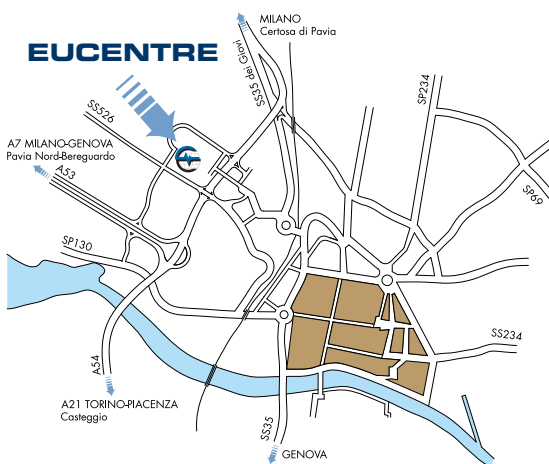 MILANO
Certosa di Pavia
EUCENTRE
SS35 dei Giovi
SP234
SS526
A7 MILANO-GENOVA
Pavia Nord-Bereguardo
A53
SP69
SP130
SS234
A54
A21 TORINO-PIACENZA
Casteggio
SS35
GENOVA